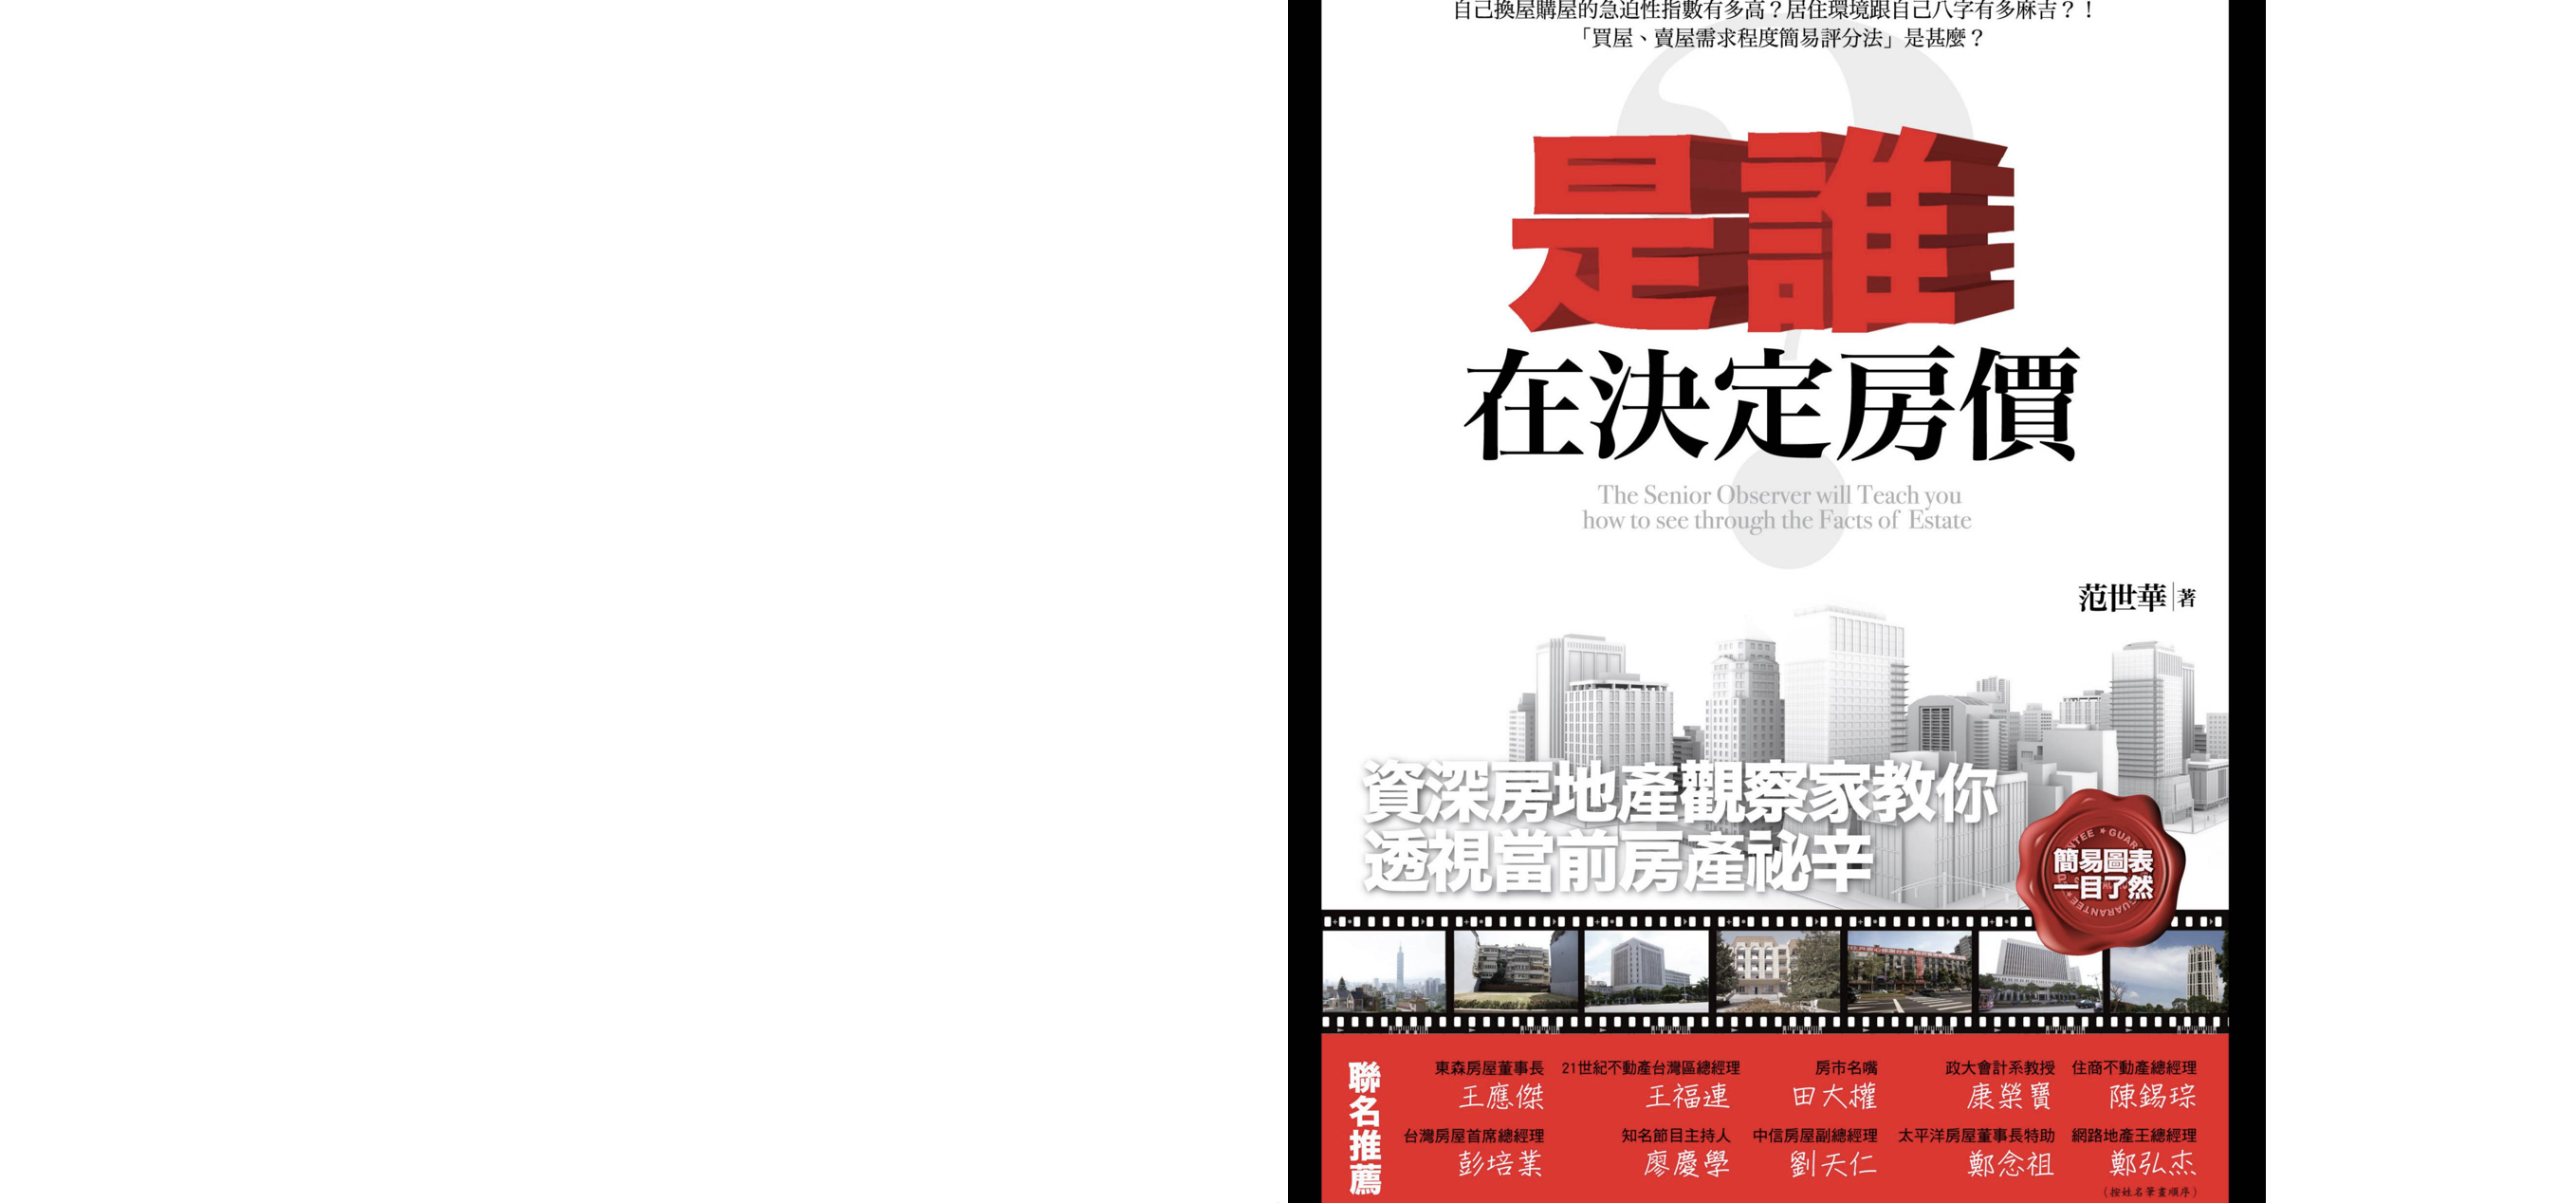 自己換屋購屋的急迫性指數有多高？居住環境跟自己八字有多麻吉？！
「買屋、賣屋需求程度簡易評分法」是甚麼？
是誰
在決定房價
The Senior Observer will Teach you
how to see through the Facts of Estate
范世華｜著
資深房地產觀察家教你
透視當前房產祕辛
簡易圖表
一目了然
聯名推薦
東森房屋董事長 21世紀不動產台灣區總經理 房市名嘴 政大會計系教授 住商不動產總經理
王應傑 王福連 田大權 康榮寶 陳錫琮
台灣房屋首席總經理 知名節目主持人 中信房屋副總經理 太平洋房屋董事長特助 網路地產王總經理
彭培業 廖慶學 劉天仁 鄭念祖 鄭弘杰
（按姓名筆畫順序）